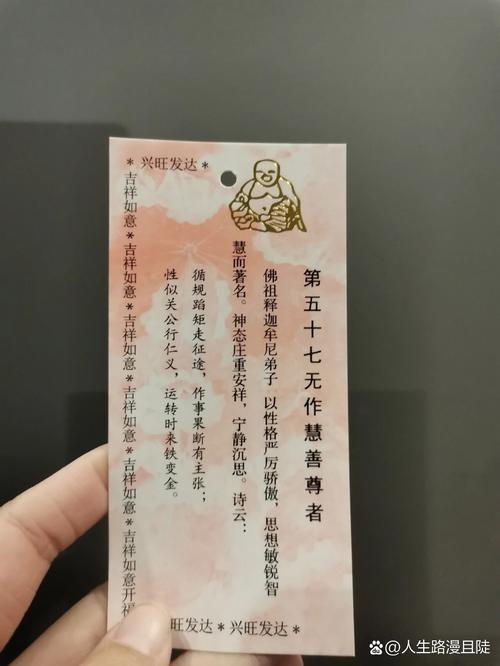 *兴旺发达*
第五十七无作慧善尊者
佛祖释迦牟尼弟子 以性格严厉骄傲，思想敏锐智
慧而著名。神态庄重安祥，宁静沉思。诗云…
循规蹈矩走征途，作事果断有主张；
性似关公行仁义，运转时来铁变金。
吉祥如意*吉祥如意*吉祥如意*吉祥如意*吉祥如意*吉祥如意开福
兴旺发达*兴旺发达*
@人生路漫且陡